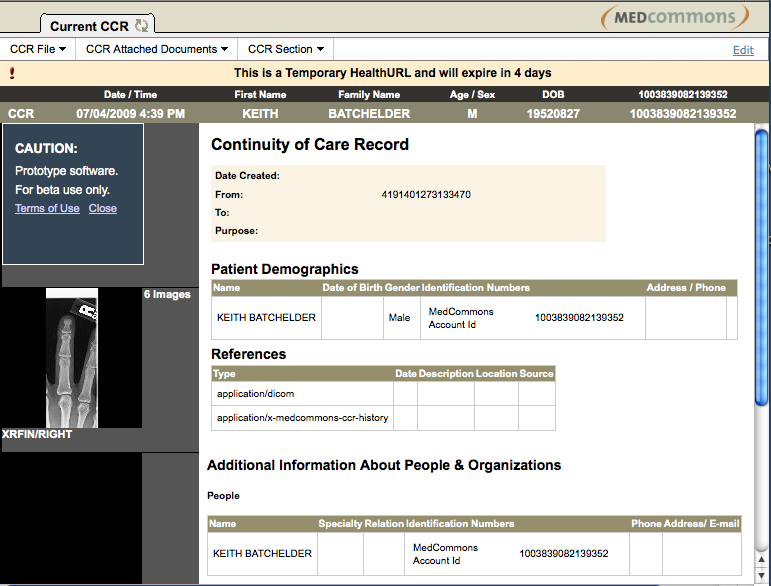 Current CCR
MEDcommons
CCR File
CCR Attached Documents
CCR Section
Edit
! This is a Temporary HealthURL and will expire in 4 days
Date / Time First Name Family Name Age / Sex DOB 1003839082139352
CCR 07/04/2009 4:39 PM KEITH BATCHELDER M 19520827 1003839082139352
CAUTION:
Prototype software.
For beta use only.
Terms of Use Close
6 Images
R
XRFIN/RIGHT
Continuity of Care Record
Date Created:
From: 4191401273133470
To:
Purpose:
Patient Demographics
Name Date of Birth Gender Identification Numbers Address / Phone
KEITH BATCHELDER Male MedCommons Account Id 1003839082139352
References
Type Date Description Location Source
application/dicom
application/x-medcommons-ccr-history
Additional Information About People & Organizations
People
Name Specialty Relation Identification Numbers Phone Address/ E-mail
KEITH BATCHELDER MedCommons Account Id 1003839082139352